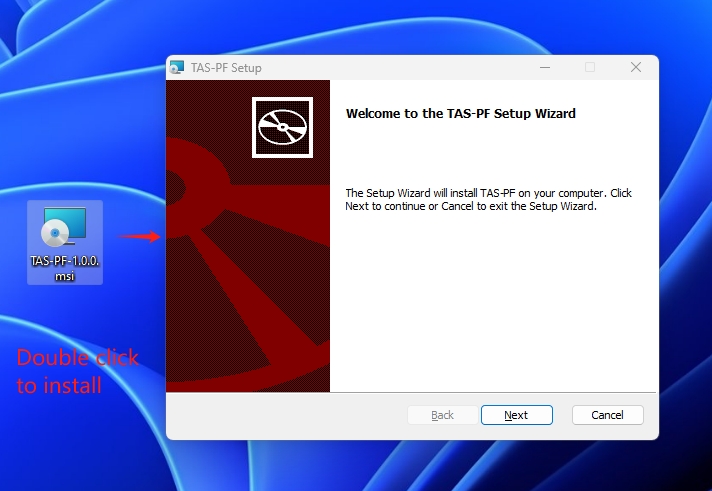 TAS-PF Setup
Welcome to the TAS-PF Setup Wizard
The Setup Wizard will install TAS-PF on your computer. Click
Next to continue or Cancel to exit the Setup Wizard.
TAS-PF-1.0.0.
msi
Double click
to install
Back
Next
Cancel